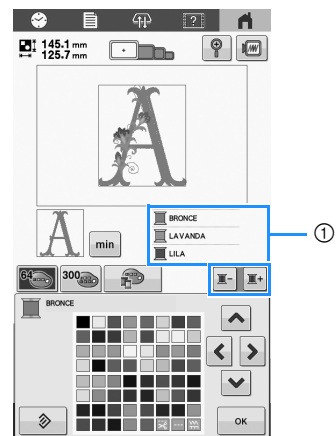 145.1 mm
125.7 mm
A
BRONCE
LAVANDA
LILA
A
min
①
64
300
BRONCE
OK